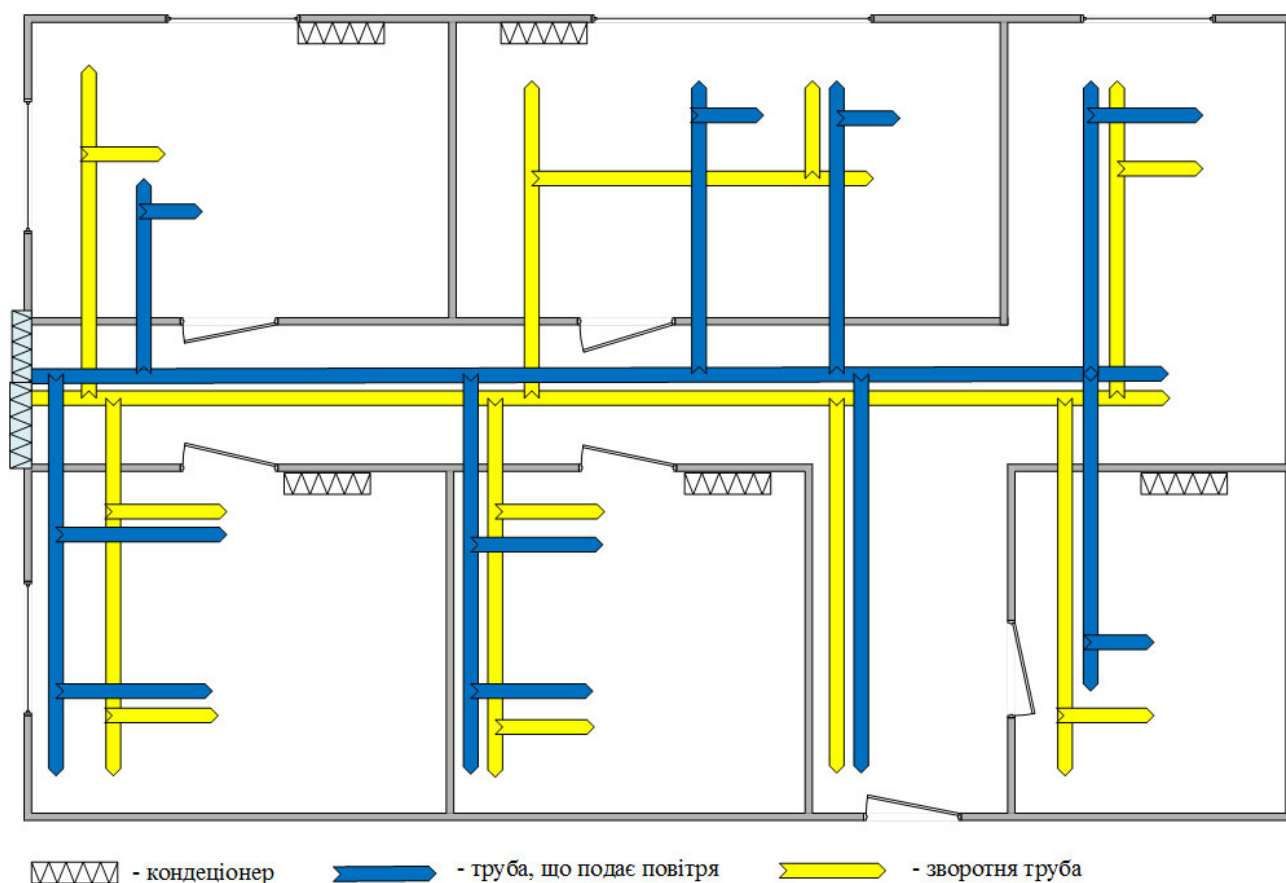 - кондеціонер - труба, що подає повітря - зворотня труба